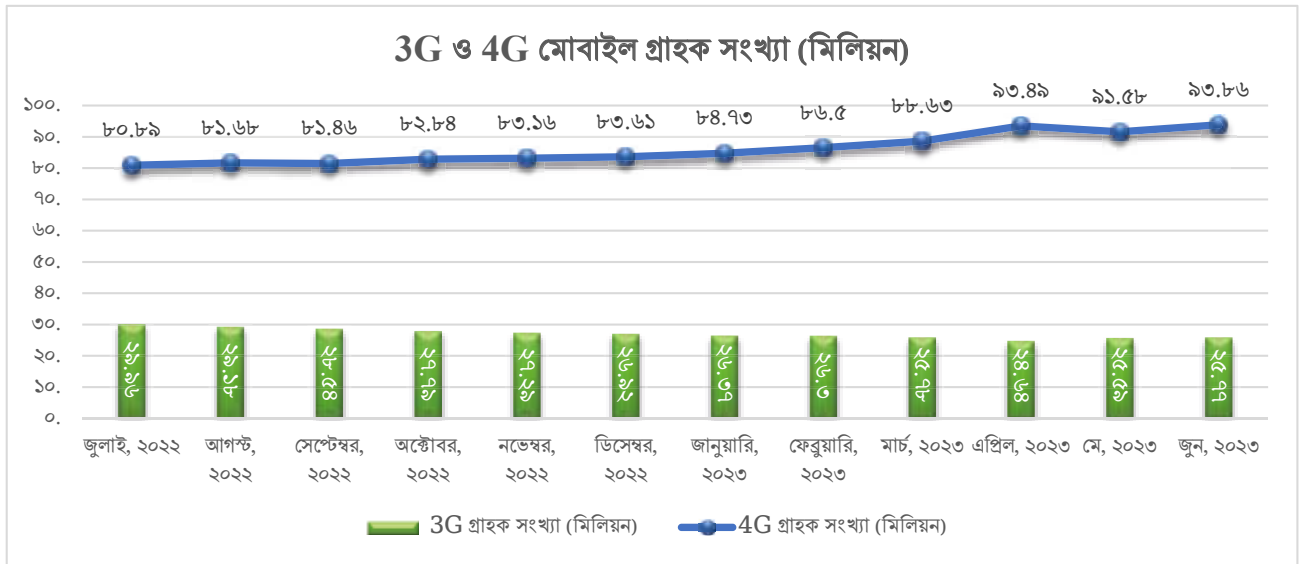 3G ও 4G মোবাইল গ্রাহক সংখ্যা (মিলিয়ন)
১০০.
৯০.
৮০.
৭০.
৬০.
৫০.
৪০.
৩০.
২০.
১০.
০.
৮০.৮৯ ৮১.৬৮ ৮১.৪৬ ৮২.৮৪ ৮৩.১৬ ৮৩.৬১ ৮৪.৭৩ ৮৬.৫ ৮৮.৬৩ ৯৩.৪৯ ৯১.৫৮ ৯৩.৮৬
২৬.৩
জুলাই, ২০২২
আগস্ট,
২০২২
সেপ্টেম্বর,
২০২২
অক্টোবর,
২০২২
নভেম্বর,
২০২২
ডিসেম্বর,
২০২২
জানুয়ারি,
২০২৩
ফেব্রুয়ারি,
২০২৩
মার্চ, ২০২৩
এপ্রিল, ২০২৩
মে, ২০২৩
জুন, ২০২৩
3G গ্রাহক সংখ্যা (মিলিয়ন)
4G গ্রাহক সংখ্যা (মিলিয়ন)